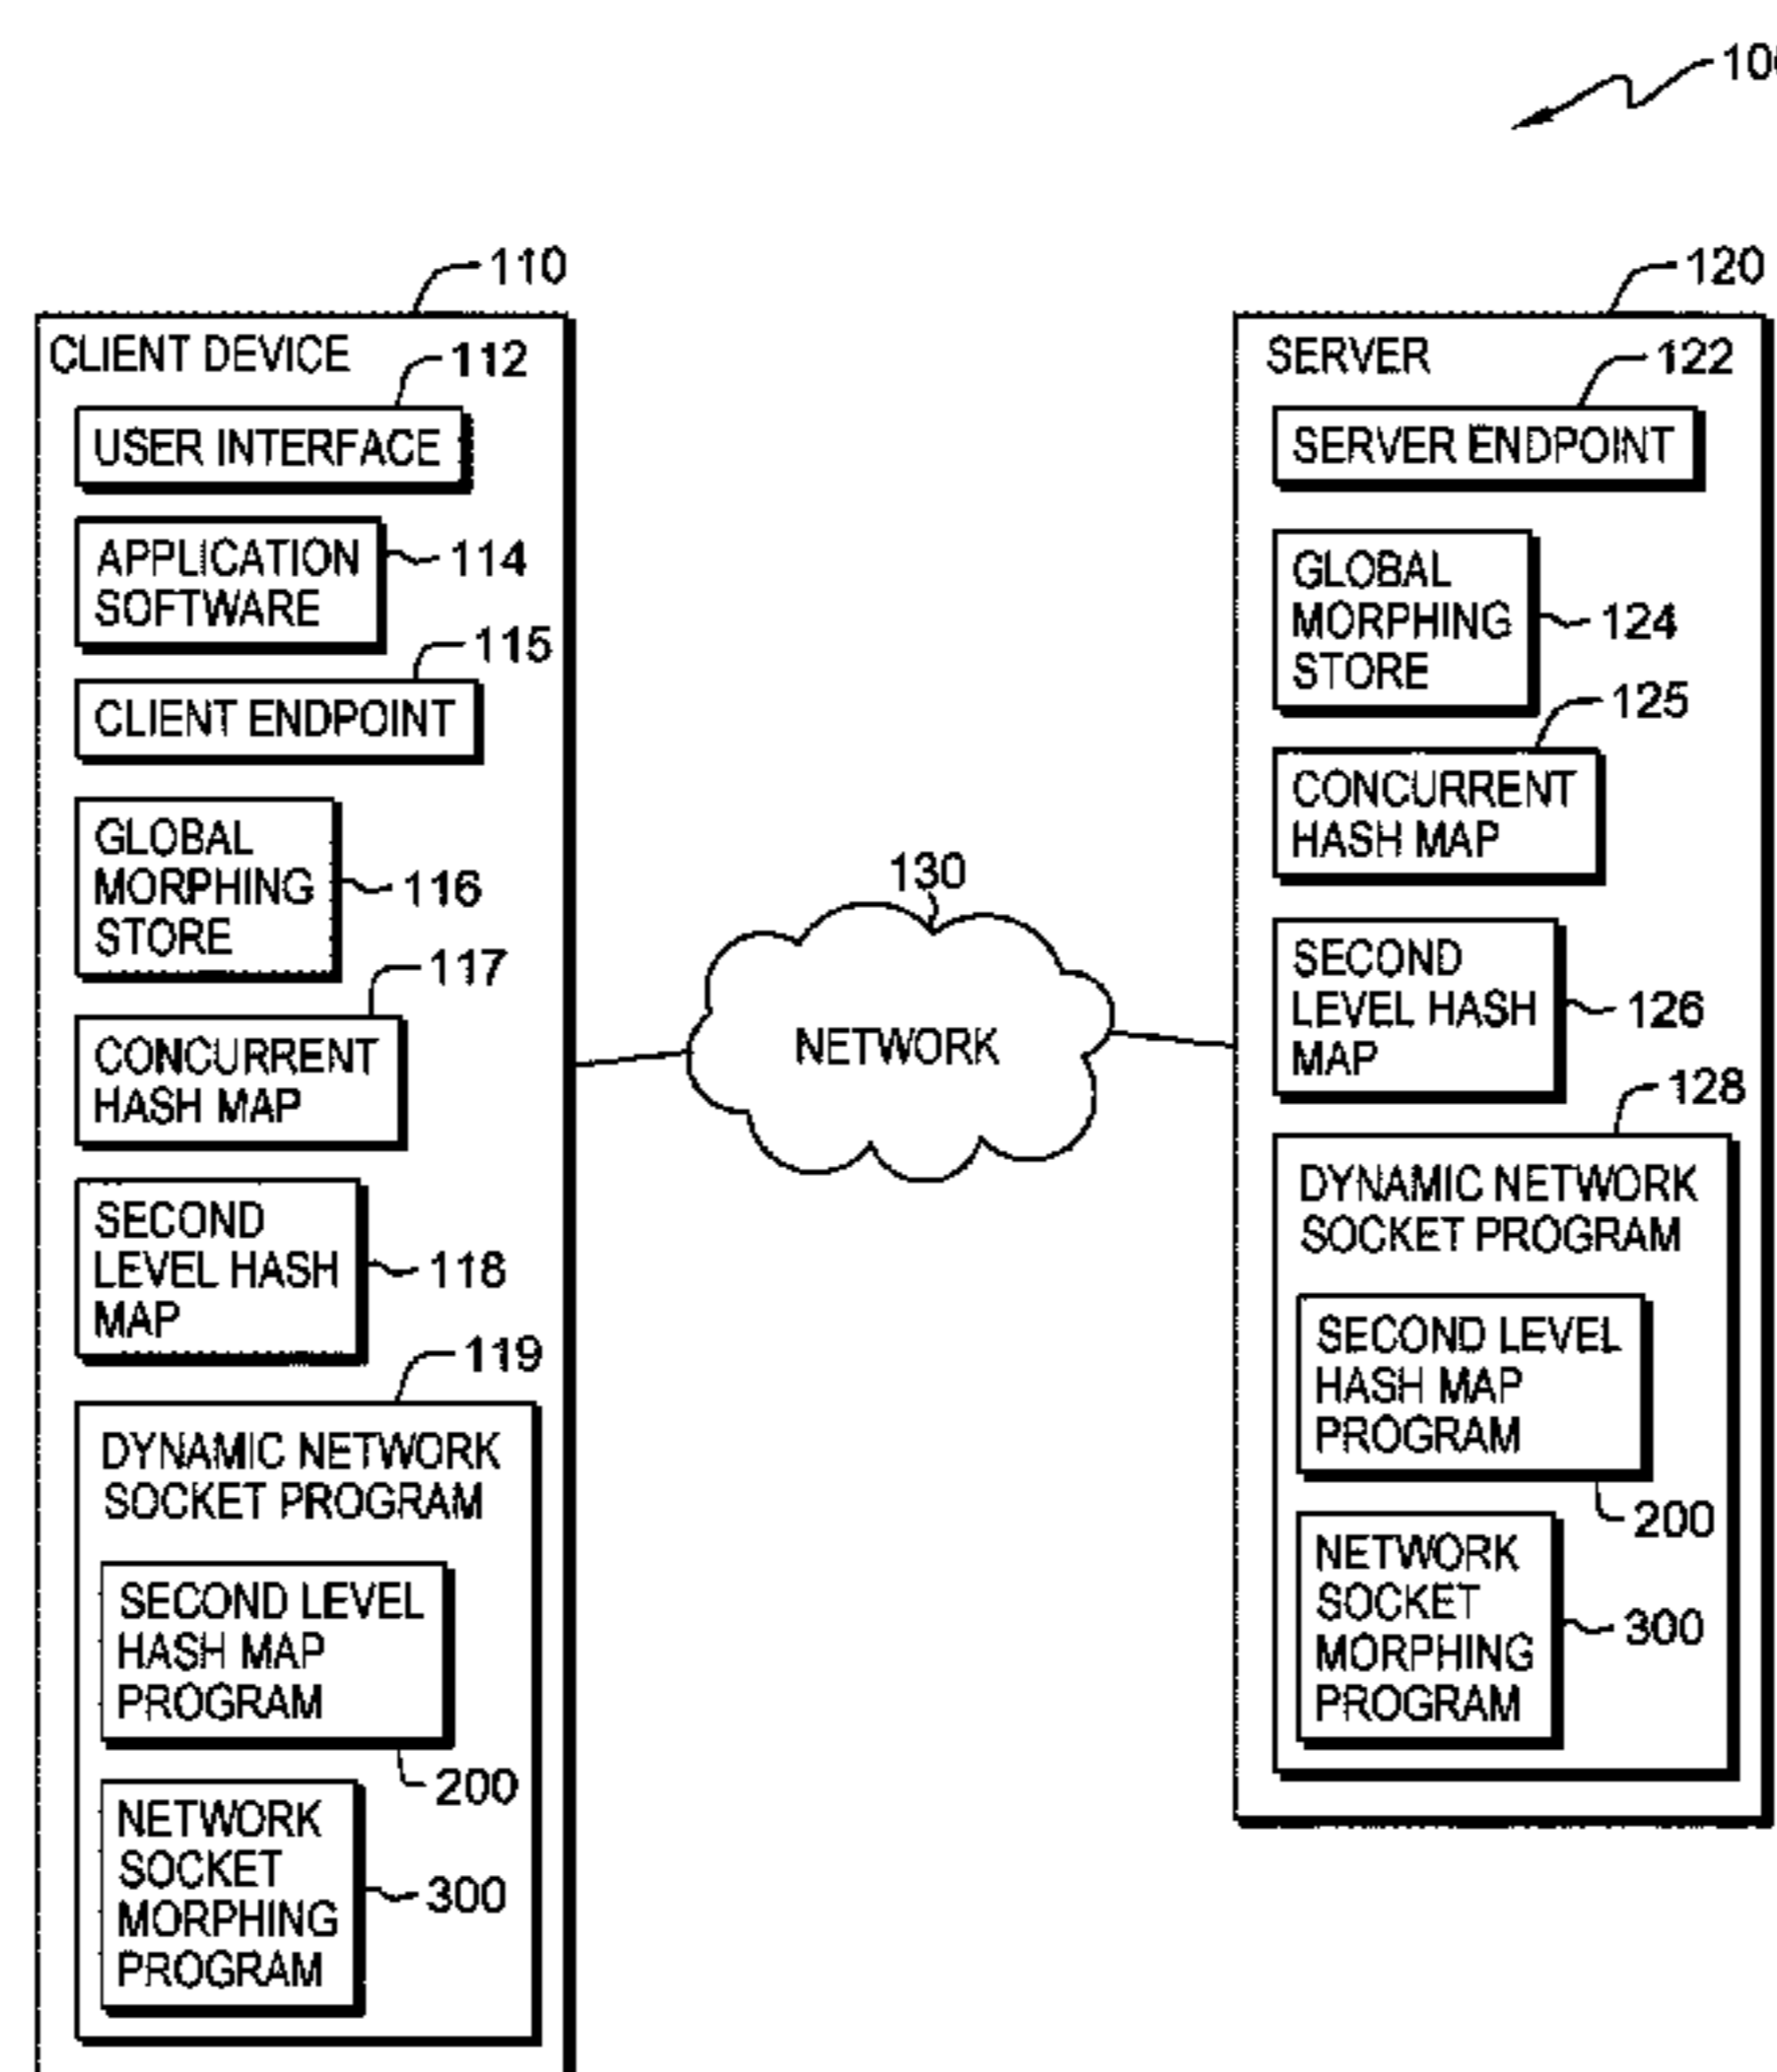 110
CLIENT DEVICE
112
USER INTERFACE
APPLICATION
SOFTWARE
114
115
CLIENT ENDPOINT
GLOBAL
MORPHING
STORE
116
117
CONCURRENT
HASH MAP
SECOND
LEVEL HASH
MAP
118
119
DYNAMIC NETWORK
SOCKET PROGRAM
SECOND LEVEL
HASH MAP
PROGRAM
200
NETWORK
SOCKET
MORPHING
PROGRAM
300
130
NETWORK
120
SERVER
122
SERVER ENDPOINT
GLOBAL
MORPHING
STORE
124
125
CONCURRENT
HASH MAP
SECOND
LEVEL HASH
MAP
126
128
DYNAMIC NETWORK
SOCKET PROGRAM
SECOND LEVEL
HASH MAP
PROGRAM
200
NETWORK
SOCKET
MORPHING
PROGRAM
300